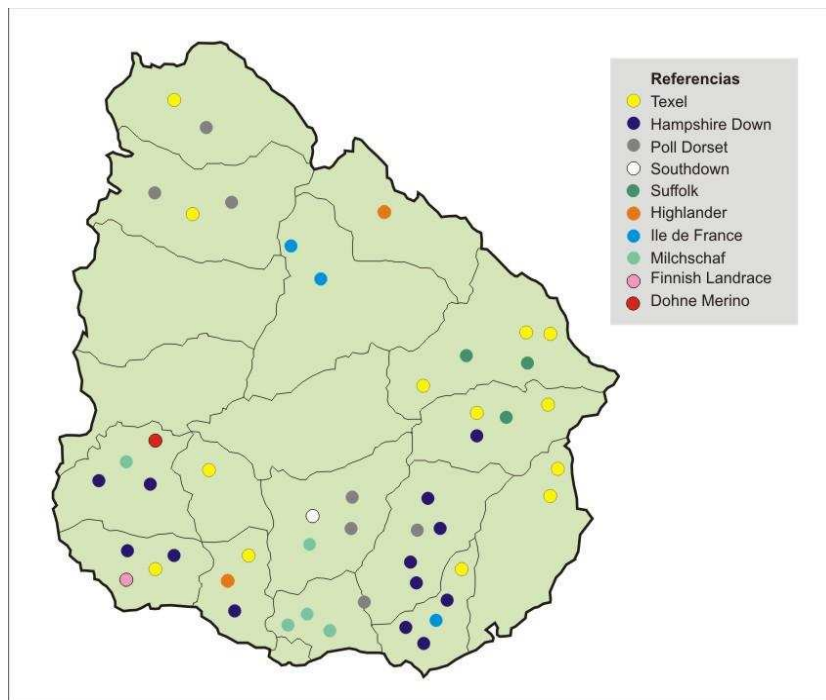 Referencias
Texel
Hampshire Down
Poll Dorset
Southdown
Suffolk
Highlander
Ile de France
Milchschaf
Finnish Landrace
Dohne Merino